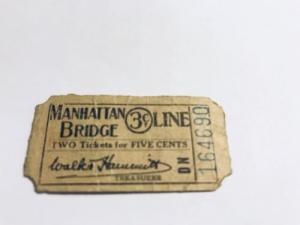 MANHATTAN BRIDGE 3¢ LINE
TWO Tickets for FIVE CENTS
TREASURER
DN 164690